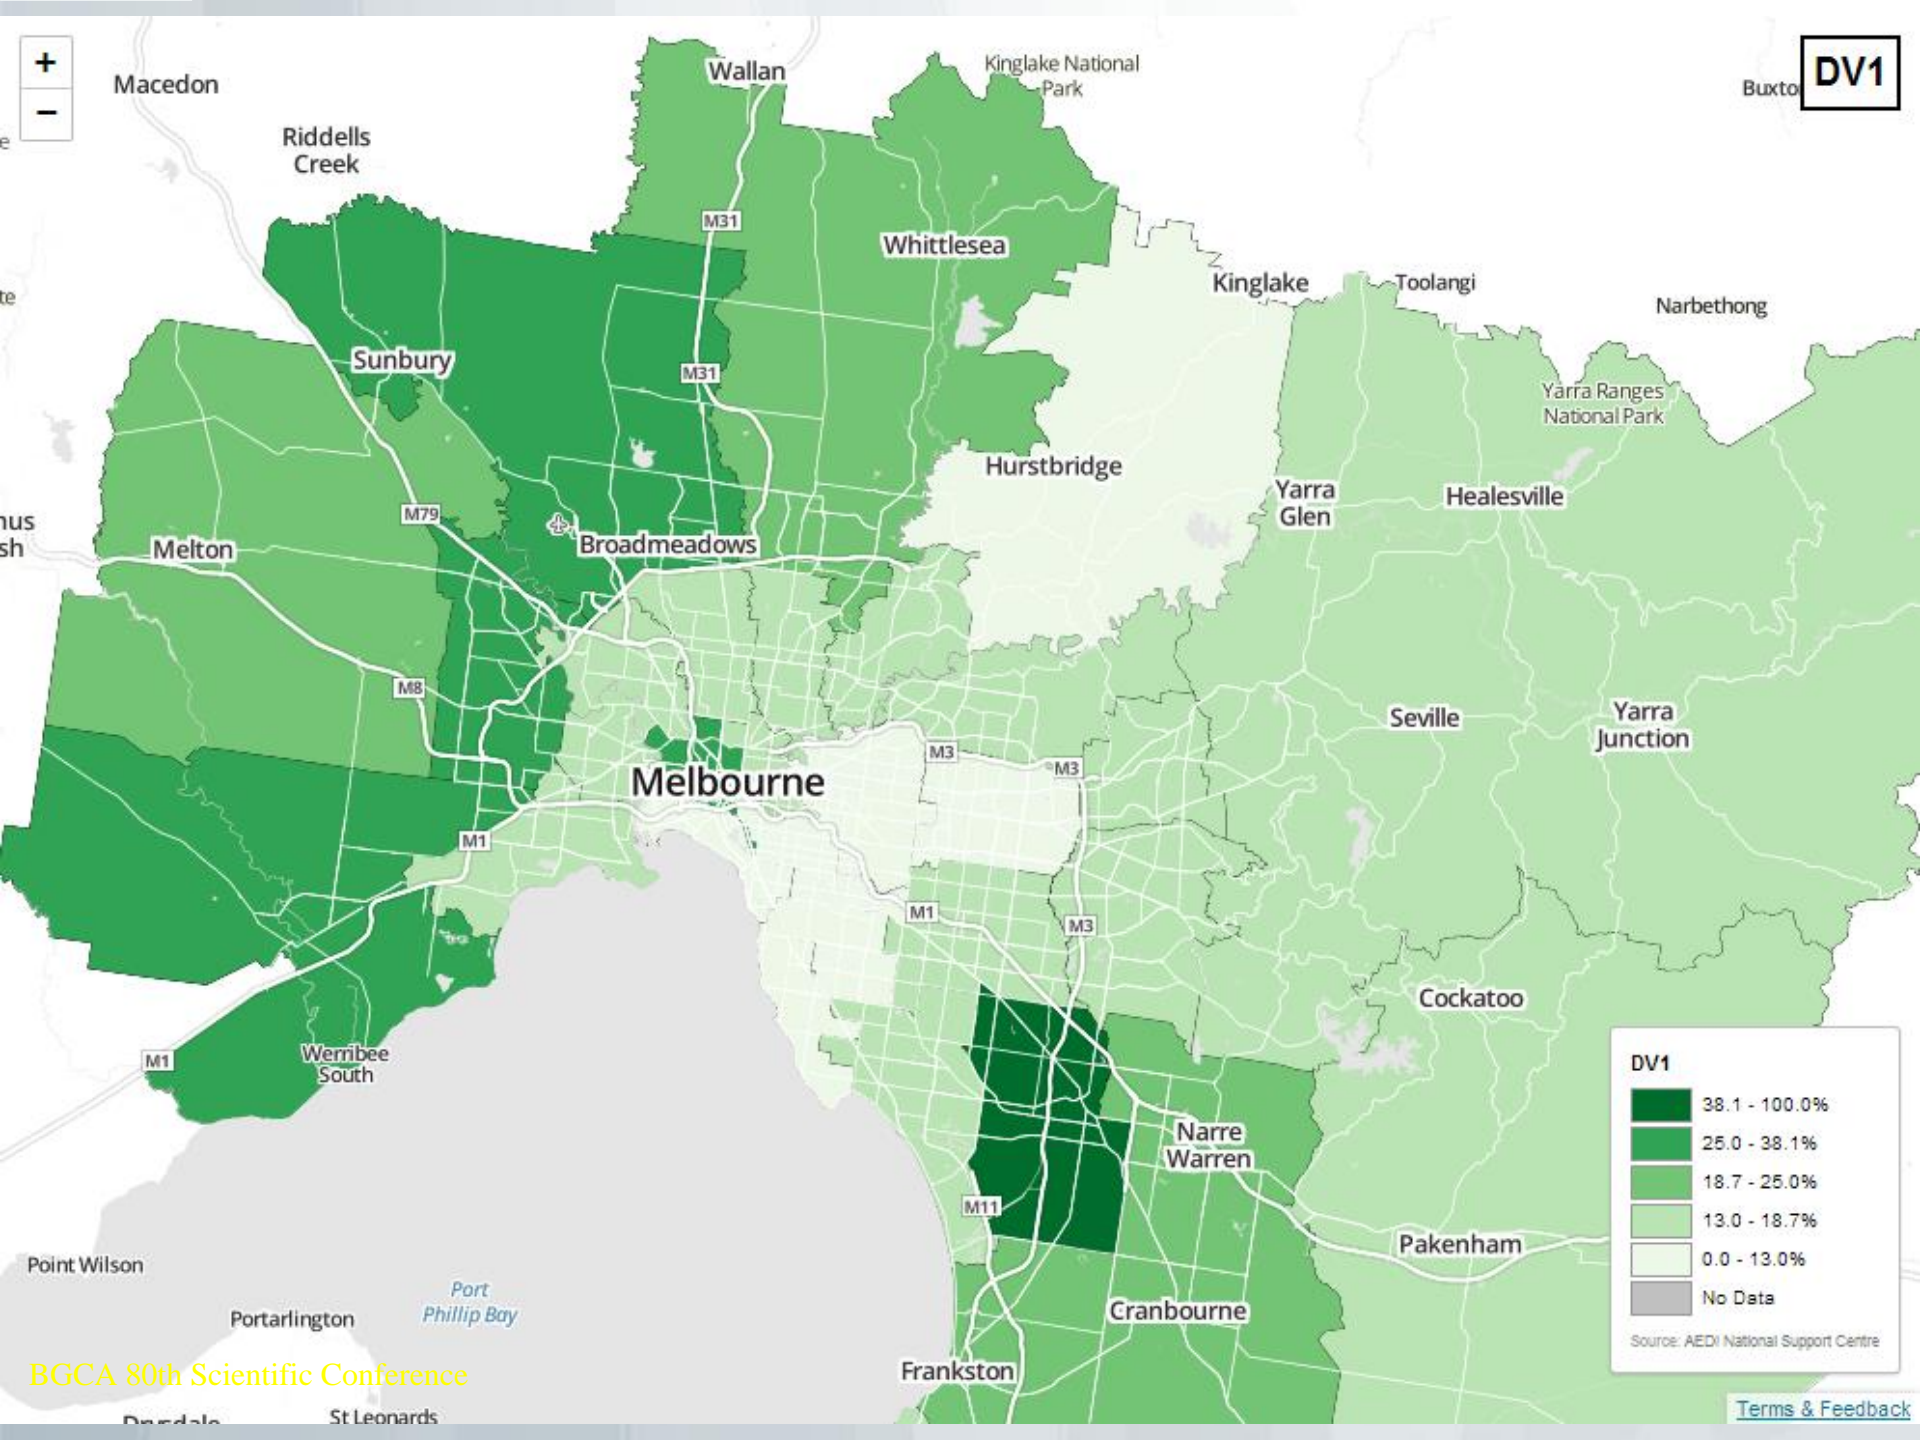 +
−
DV1
Macedon
Wallan
Kinglake National
Park
Riddells
Creek
M31
Whittlesea
Kinglake
Toolangi
Narbethong
Sunbury
M31
Yarra Ranges
National Park
Hurstbridge
Yarra
Glen
Healesville
M79
Melton
Broadmeadows
M8
Seville
Yarra
Junction
M3
M3
Melbourne
M1
M1
M3
Cockatoo
M1
Werribee
South
Narre
Warren
M11
Pakenham
Point Wilson
Port
Phillip Bay
Portarlington
Cranbourne
Frankston
St Leonards
BGCA 80th Scientific Conference
DV1
38.1 - 100.0%
25.0 - 38.1%
18.7 - 25.0%
13.0 - 18.7%
0.0 - 13.0%
No Data
Source: AEDI National Support Centre
Terms & Feedback